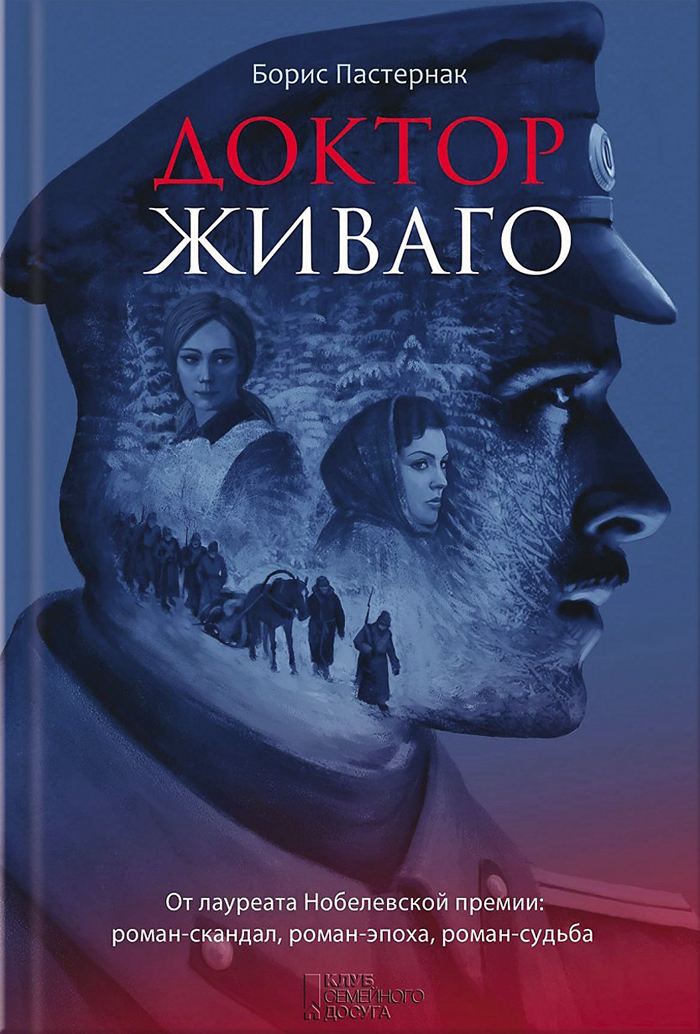 Борис Пастернак
ДОКТОР
ЖИВАГО
От лауреата Нобелевской премии:
роман-скандал, роман-эпоха, роман-судьба
КЛУБ
СЕМЕЙНОГО
ДОСУГА